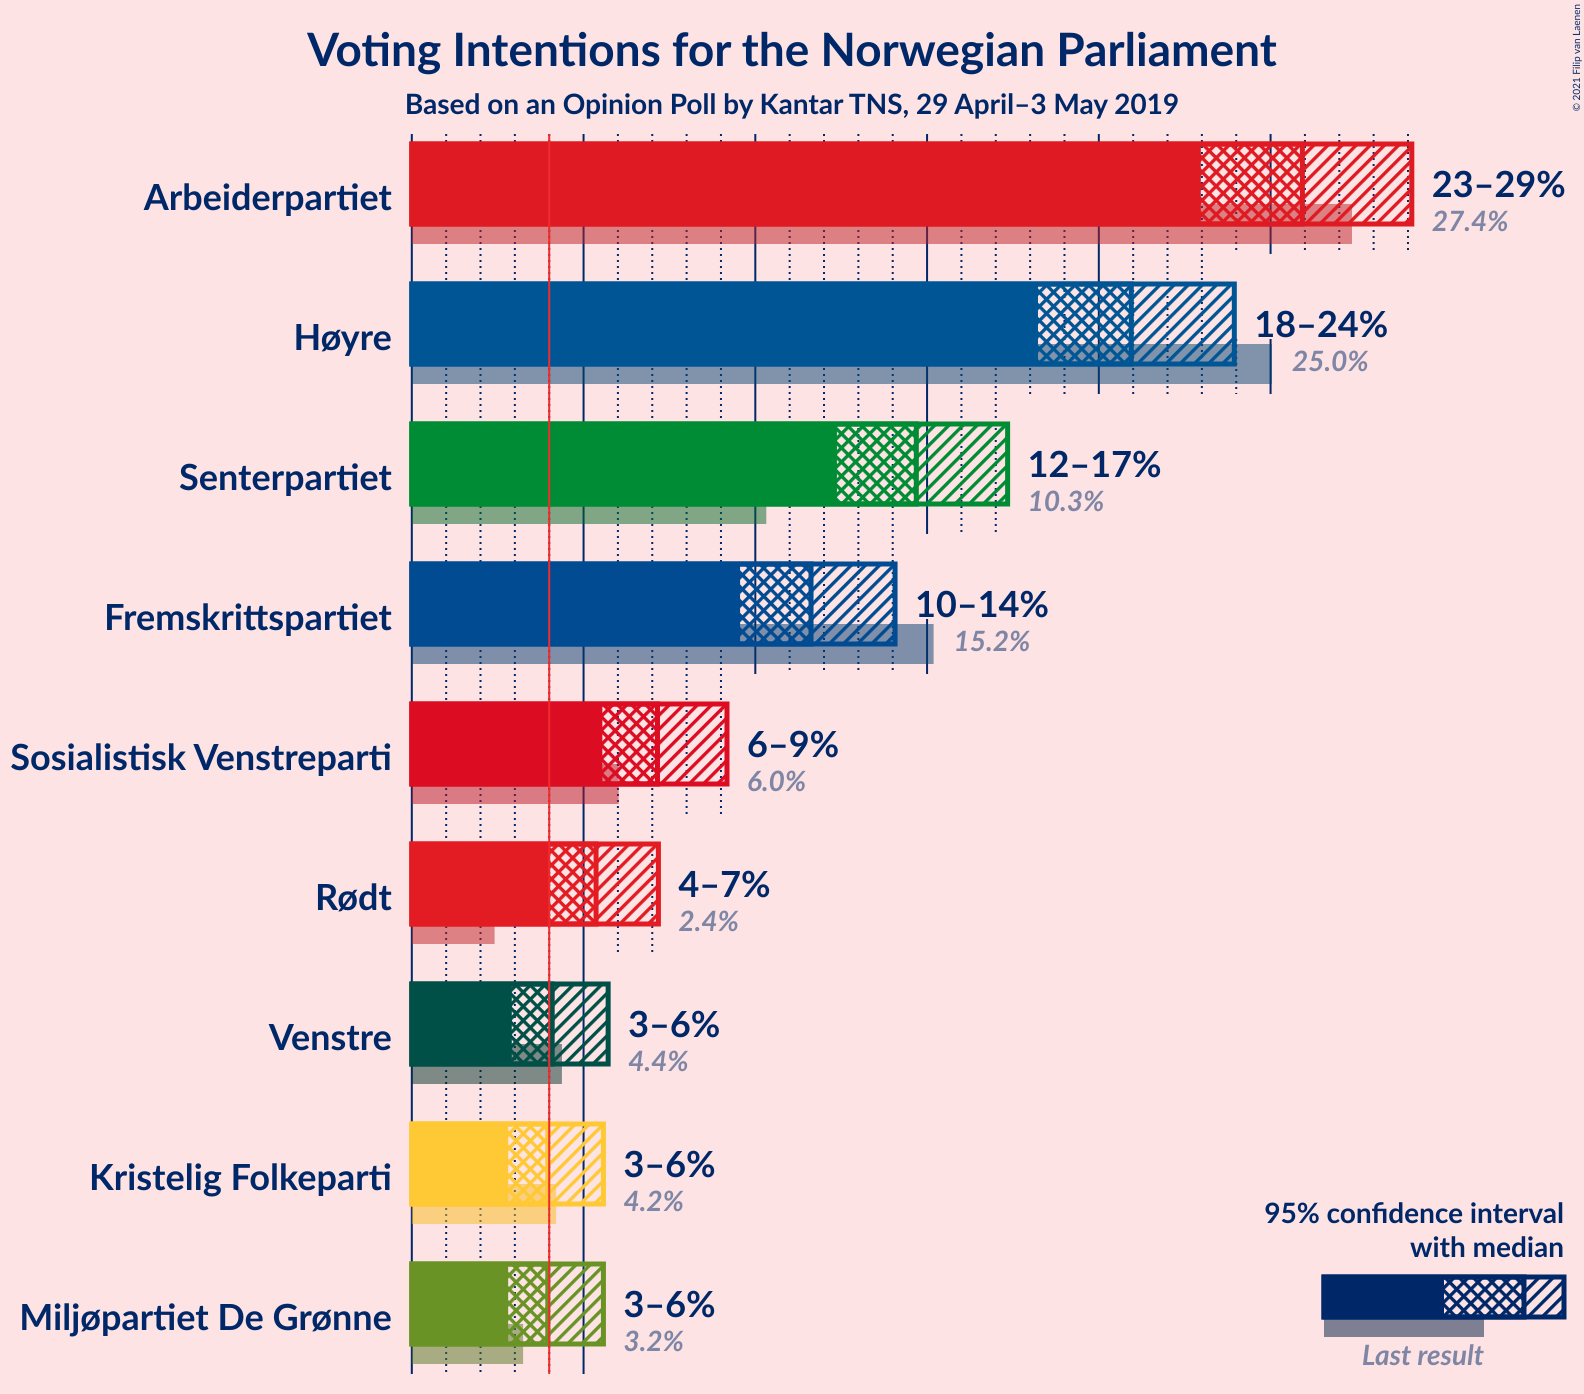 Voting Intentions for the Norwegian Parliament
Based on an Opinion Poll by Kantar TNS, 29 April–3 May 2019
© 2021 Filip van Laenen
Arbeiderpartiet
23–29%
27.4%
Høyre
18–24%
25.0%
Senterpartiet
12–17%
10.3%
Fremskrittspartiet
10–14%
15.2%
Sosialistisk Venstreparti
6–9%
6.0%
Rødt
4–7%
2.4%
Venstre
3–6%
4.4%
Kristelig Folkeparti
3–6%
4.2%
Miljøpartiet De Grønne
3–6%
3.2%
95% confidence interval
with median
Last result